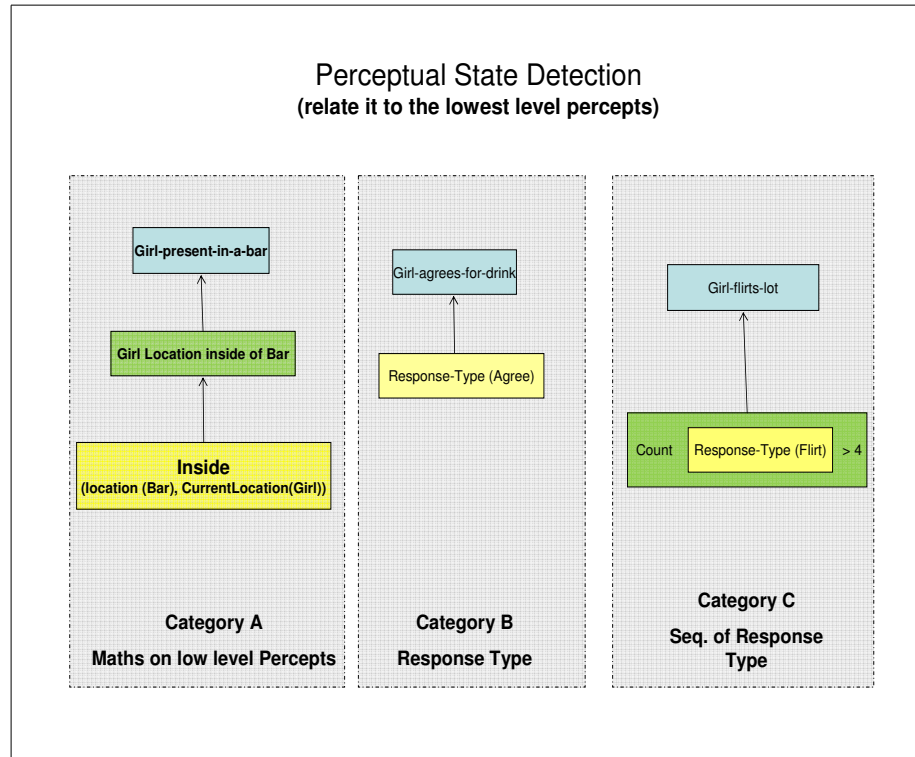 Perceptual State Detection
(relate it to the lowest level percepts)
Girl-present-in-a-bar
Girl Location inside of Bar
Inside
(location (Bar), CurrentLocation(Girl))
Category A
Maths on low level Percepts
Girl-agrees-for-drink
Response-Type (Agree)
Category B
Response Type
Girl-flirts-lot
Count Response-Type (Flirt) > 4
Category C
Seq. of Response
Type